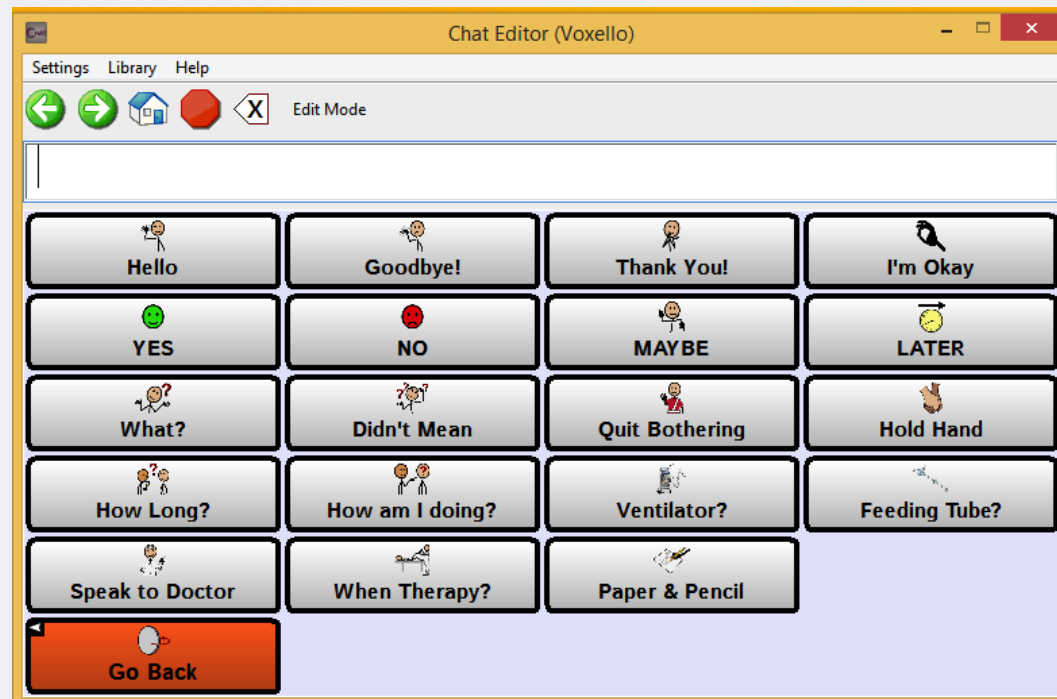 Chat Editor (Voxello)
Settings Library Help
X Edit Mode
Hello Goodbye! Thank You! I'm Okay
YES NO MAYBE LATER
What? Didn't Mean Quit Bothering Hold Hand
How Long? How am I doing? Ventilator? Feeding Tube?
Speak to Doctor When Therapy? Paper & Pencil
Go Back